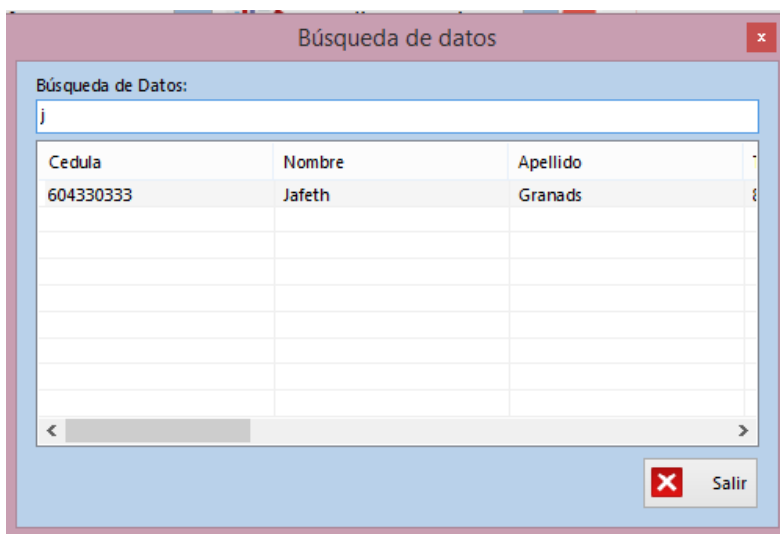 Búsqueda de datos
x
Búsqueda de Datos:
j
Cedula Nombre Apellido
604330333 Jafeth Granads
Salir